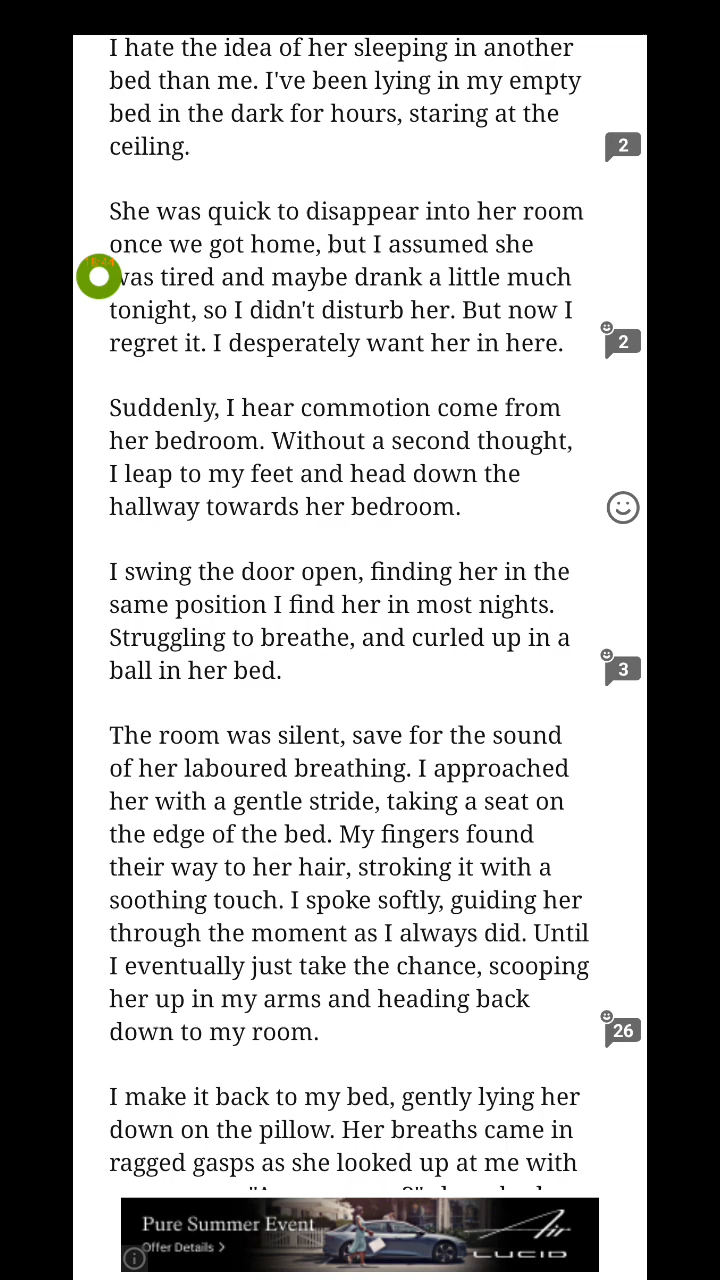 I hate the idea of her sleeping in another
bed than me. I've been lying in my empty
bed in the dark for hours, staring at the
ceiling.
2
She was quick to disappear into her room
once we got home, but I assumed she
was tired and maybe drank a little much
tonight, so I didn't disturb her. But now I
regret it. I desperately want her in here.
2
Suddenly, I hear commotion come from
her bedroom. Without a second thought,
I leap to my feet and head down the
hallway towards her bedroom.
I swing the door open, finding her in the
same position I find her in most nights.
Struggling to breathe, and curled up in a
ball in her bed.
3
The room was silent, save for the sound
of her laboured breathing. I approached
her with a gentle stride, taking a seat on
the edge of the bed. My fingers found
their way to her hair, stroking it with a
soothing touch. I spoke softly, guiding her
through the moment as I always did. Until
I eventually just take the chance, scooping
her up in my arms and heading back
down to my room.
26
I make it back to my bed, gently lying her
down on the pillow. Her breaths came in
ragged gasps as she looked up at me with
Pure Summer Event
Offer Details >
Air
LUCID